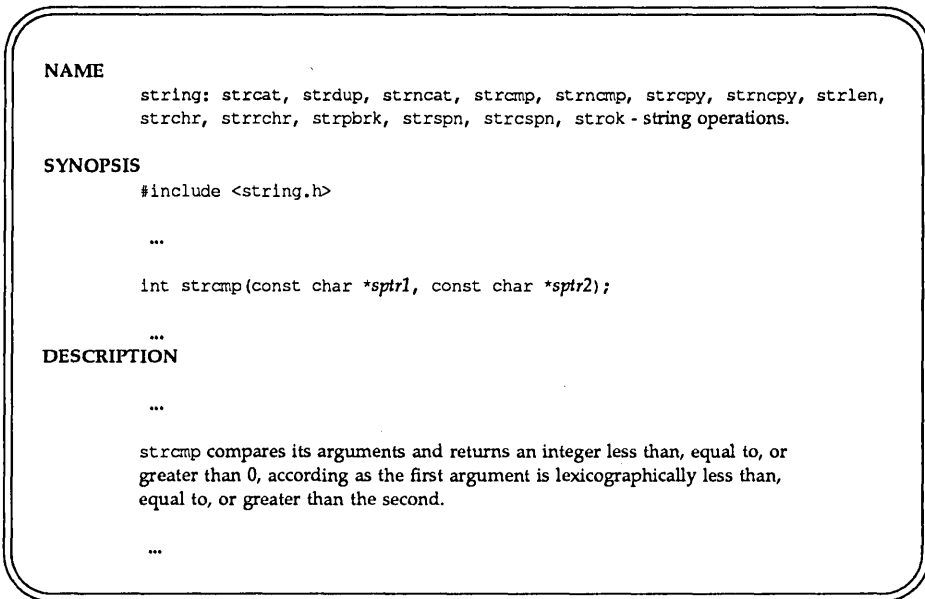 NAME
string: strcat, strdup, strncat, strcmp, strncmp, strcpy, strncpy, strlen,
strchr, strrchr, strpbrk, strspn, strcspn, strok - string operations.
SYNOPSIS
#include <string.h>
...
int strcmp(const char *sptr1, const char *sptr2);
...
DESCRIPTION
...
strcmp compares its arguments and returns an integer less than, equal to, or
greater than 0, according as the first argument is lexicographically less than,
equal to, or greater than the second.
...